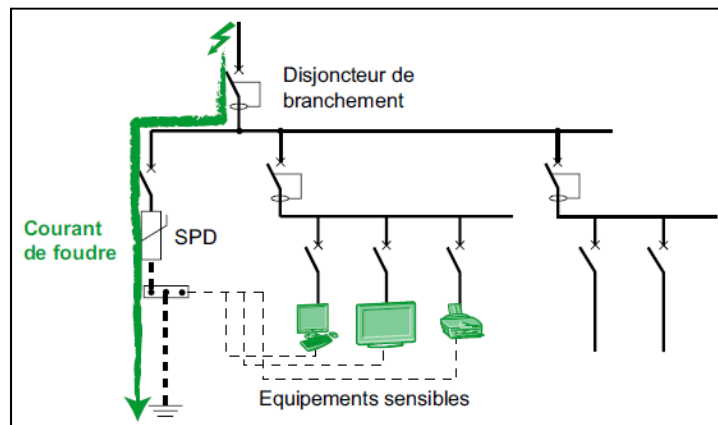 Disjoncteur de
branchement
Courant
de foudre
SPD
Equipements sensibles